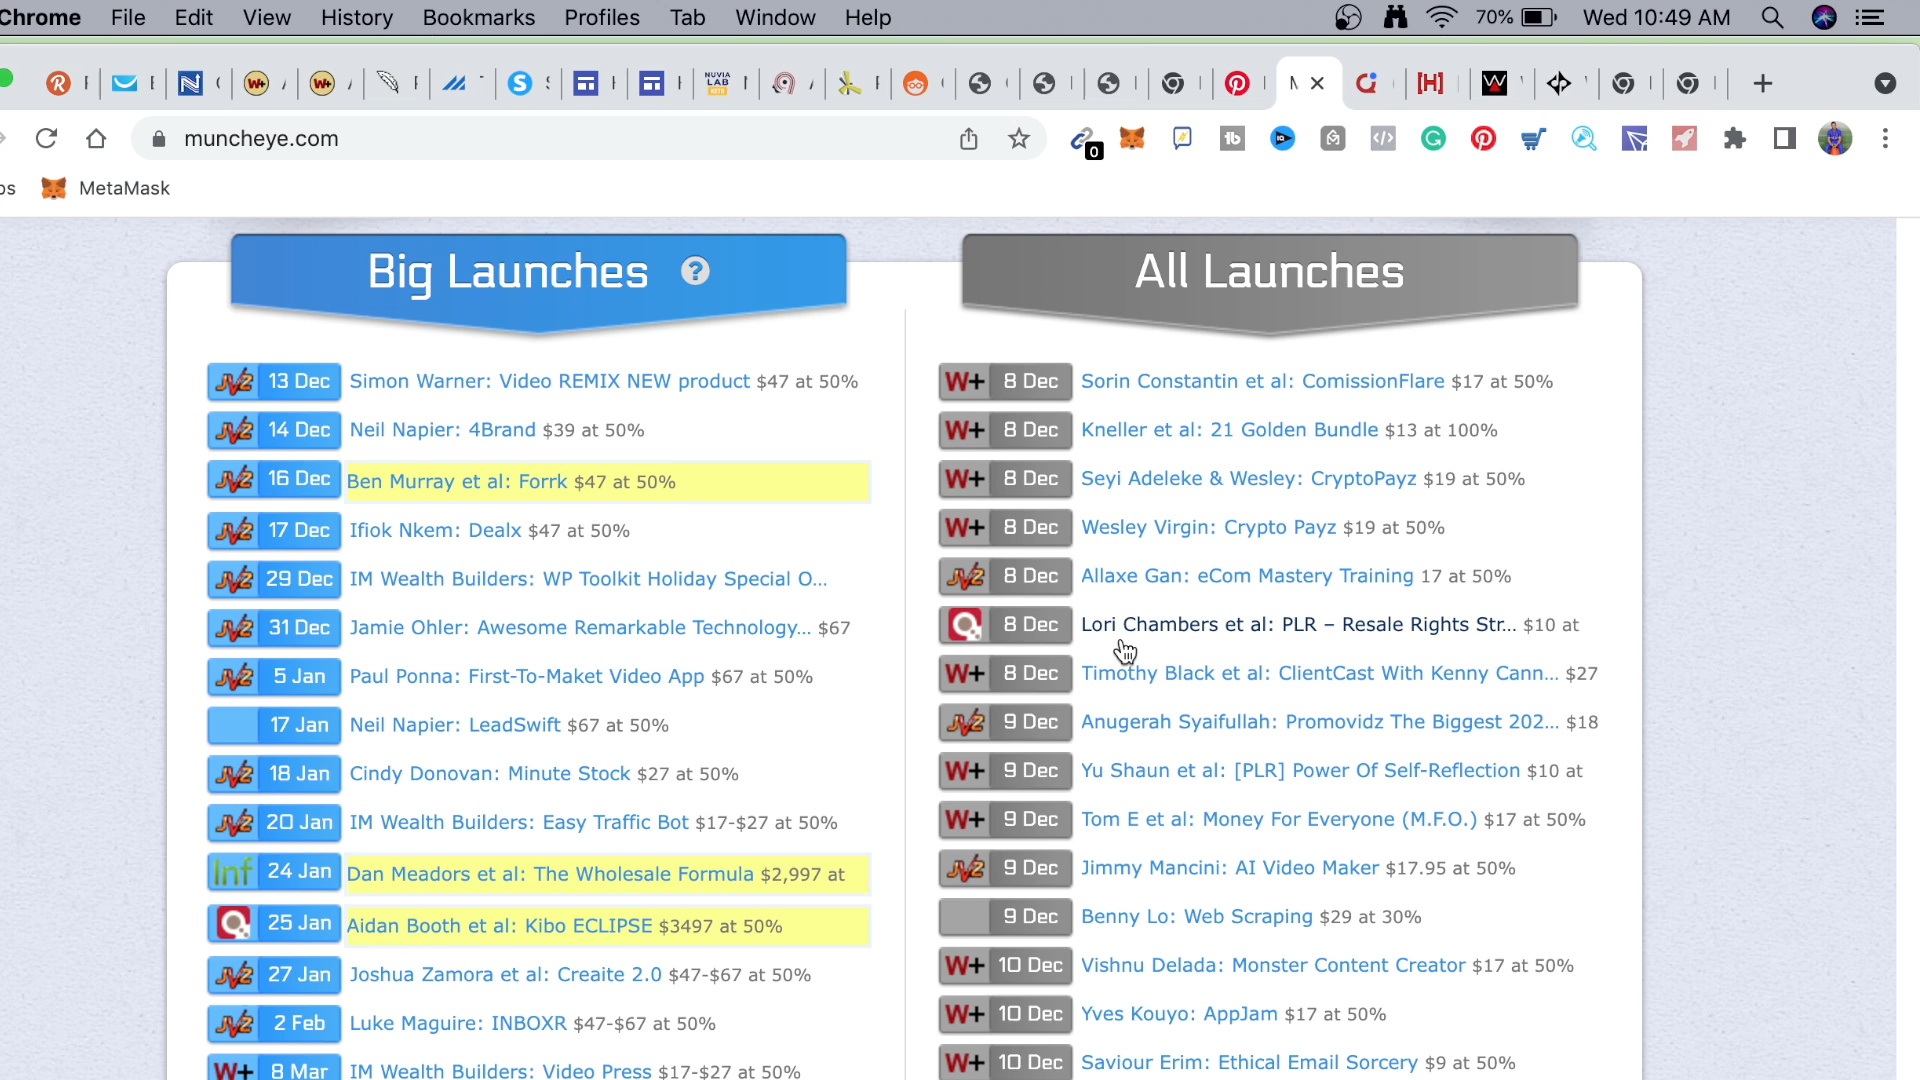 Chrome File Edit View History Bookmarks Profiles Tab Window Help 70% Wed 10:49 AM
muncheye.com 0
MetaMask
Big Launches ?
All Launches
13 Dec Simon Warner: Video REMIX NEW product $47 at 50%
14 Dec Neil Napier: 4Brand $39 at 50%
16 Dec Ben Murray et al: Forrk $47 at 50%
17 Dec Ifiok Nkem: Dealx $47 at 50%
29 Dec IM Wealth Builders: WP Toolkit Holiday Special O...
31 Dec Jamie Ohler: Awesome Remarkable Technology... $67
5 Jan Paul Ponna: First-To-Maket Video App $67 at 50%
17 Jan Neil Napier: LeadSwift $67 at 50%
18 Jan Cindy Donovan: Minute Stock $27 at 50%
20 Jan IM Wealth Builders: Easy Traffic Bot $17-$27 at 50%
Inf 24 Jan Dan Meadors et al: The Wholesale Formula $2,997 at
25 Jan Aidan Booth et al: Kibo ECLIPSE $3497 at 50%
27 Jan Joshua Zamora et al: Creaite 2.0 $47-$67 at 50%
2 Feb Luke Maguire: INBOXR $47-$67 at 50%
W+ 8 Mar IM Wealth Builders: Video Press $17-$27 at 50%
W+ 8 Dec Sorin Constantin et al: ComissionFlare $17 at 50%
W+ 8 Dec Kneller et al: 21 Golden Bundle $13 at 100%
W+ 8 Dec Seyi Adeleke & Wesley: CryptoPayz $19 at 50%
W+ 8 Dec Wesley Virgin: Crypto Payz $19 at 50%
8 Dec Allaxe Gan: eCom Mastery Training 17 at 50%
8 Dec Lori Chambers et al: PLR – Resale Rights Str... $10 at
W+ 8 Dec Timothy Black et al: ClientCast With Kenny Cann... $27
9 Dec Anugerah Syaifullah: Promovidz The Biggest 202... $18
W+ 9 Dec Yu Shaun et al: [PLR] Power Of Self-Reflection $10 at
W+ 9 Dec Tom E et al: Money For Everyone (M.F.O.) $17 at 50%
9 Dec Jimmy Mancini: AI Video Maker $17.95 at 50%
9 Dec Benny Lo: Web Scraping $29 at 30%
W+ 10 Dec Vishnu Delada: Monster Content Creator $17 at 50%
W+ 10 Dec Yves Kouyo: AppJam $17 at 50%
W+ 10 Dec Saviour Erim: Ethical Email Sorcery $9 at 50%